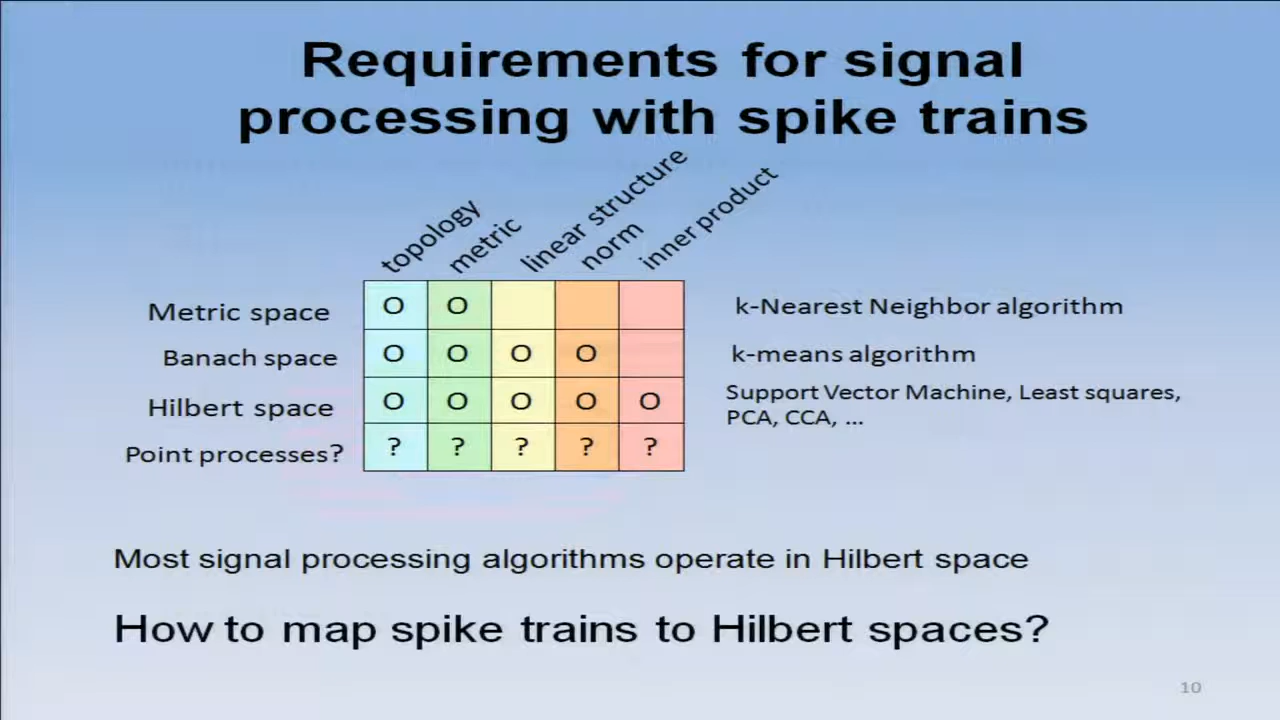 Requirements for signal
processing with spike trains
topology metric linear structure norm inner product
Metric space O O k-Nearest Neighbor algorithm
Banach space O O O O k-means algorithm
Hilbert space O O O O O Support Vector Machine, Least squares,
PCA, CCA, ...
Point processes? ? ? ? ? ?
Most signal processing algorithms operate in Hilbert space
How to map spike trains to Hilbert spaces?
10